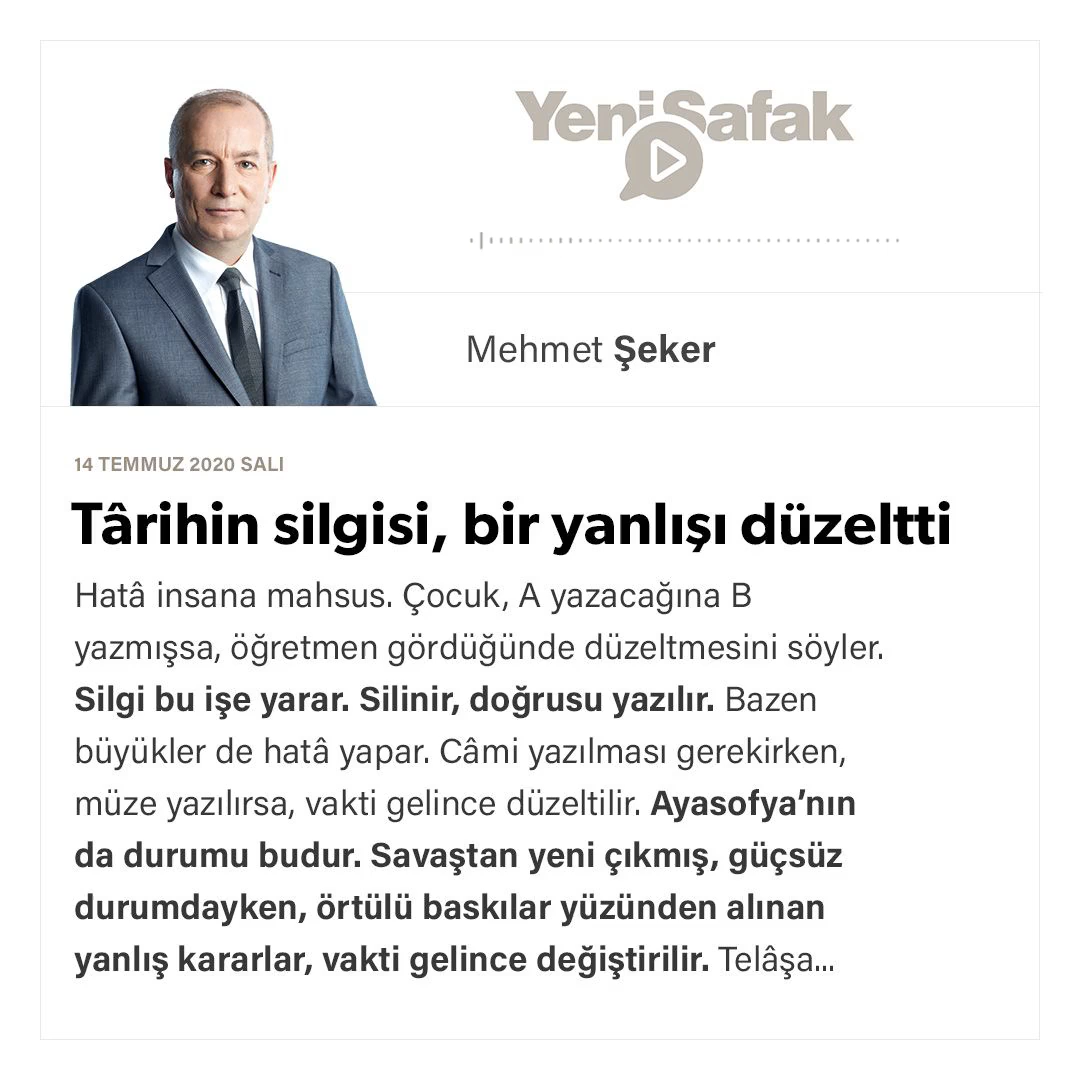 Yeni Şafak
Mehmet Şeker
14 TEMMUZ 2020 SALI
Târihin silgisi, bir yanlışı düzeltti
Hatâ insana mahsus. Çocuk, A yazacağına B
yazmışsa, öğretmen gördüğünde düzeltmesini söyler.
Silgi bu işe yarar. Silinir, doğrusu yazılır. Bazen
büyükler de hatâ yapar. Câmi yazılması gerekirken,
müze yazılırsa, vakti gelince düzeltilir. Ayasofya’nın
da durumu budur. Savaştan yeni çıkmış, güçsüz
durumdayken, örtülü baskılar yüzünden alınan
yanlış kararlar, vakti gelince değiştirilir. Telâşa...